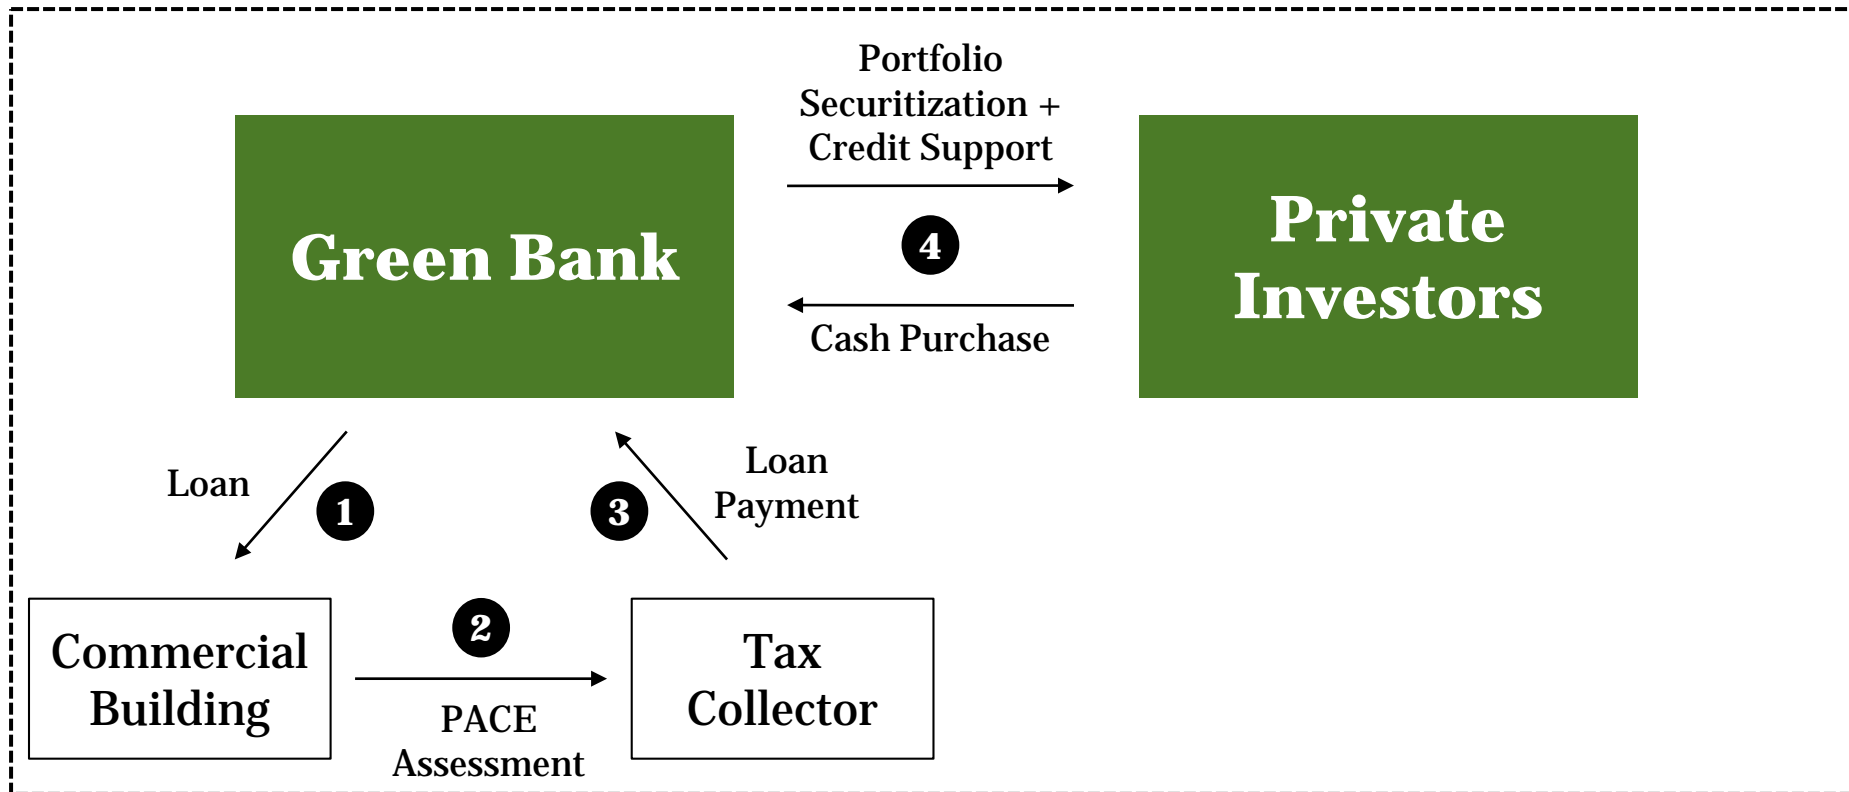 Portfolio
Securitization +
Credit Support
Green Bank
4
Private
Investors
Cash Purchase
Loan
1
3
Loan
Payment
Commercial
Building
2
PACE
Assessment
Tax
Collector